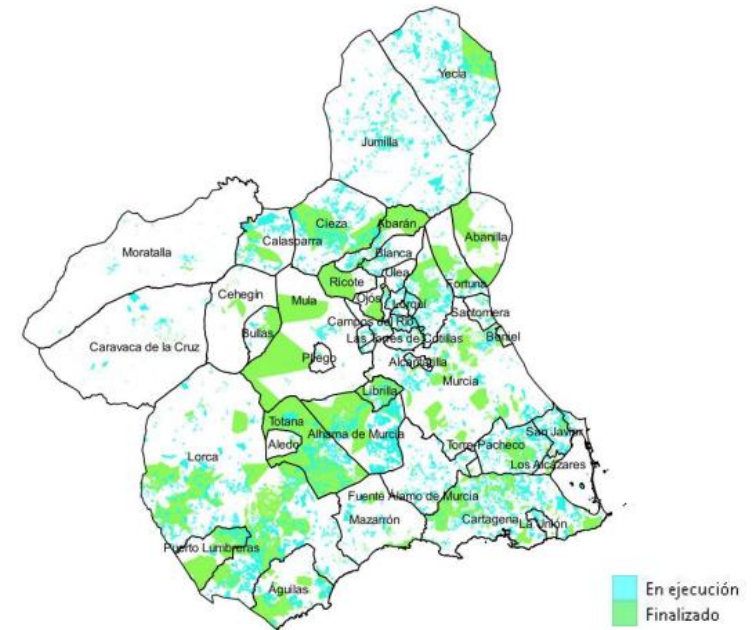 Yecla
Jumilla
Cieza
Abarán
Abanilla
Calasparra
Moratalla
Blanca
Ulea
Ricote
Fortuna
Cehegín
Mula
Ojós
Lorquí
Santomera
Campos del Río
Bullas
Las Torres de Cotillas
Beniel
Caravaca de la Cruz
Pliego
Alcantarilla
Murcia
Librilla
Totana
Alhama de Murcia
San Javier
Aledo
Torre-Pacheco
Lorca
Los Alcázares
Fuente Álamo de Murcia
Mazarrón
Cartagena
La Unión
Puerto Lumbreras
Águilas
En ejecución
Finalizado